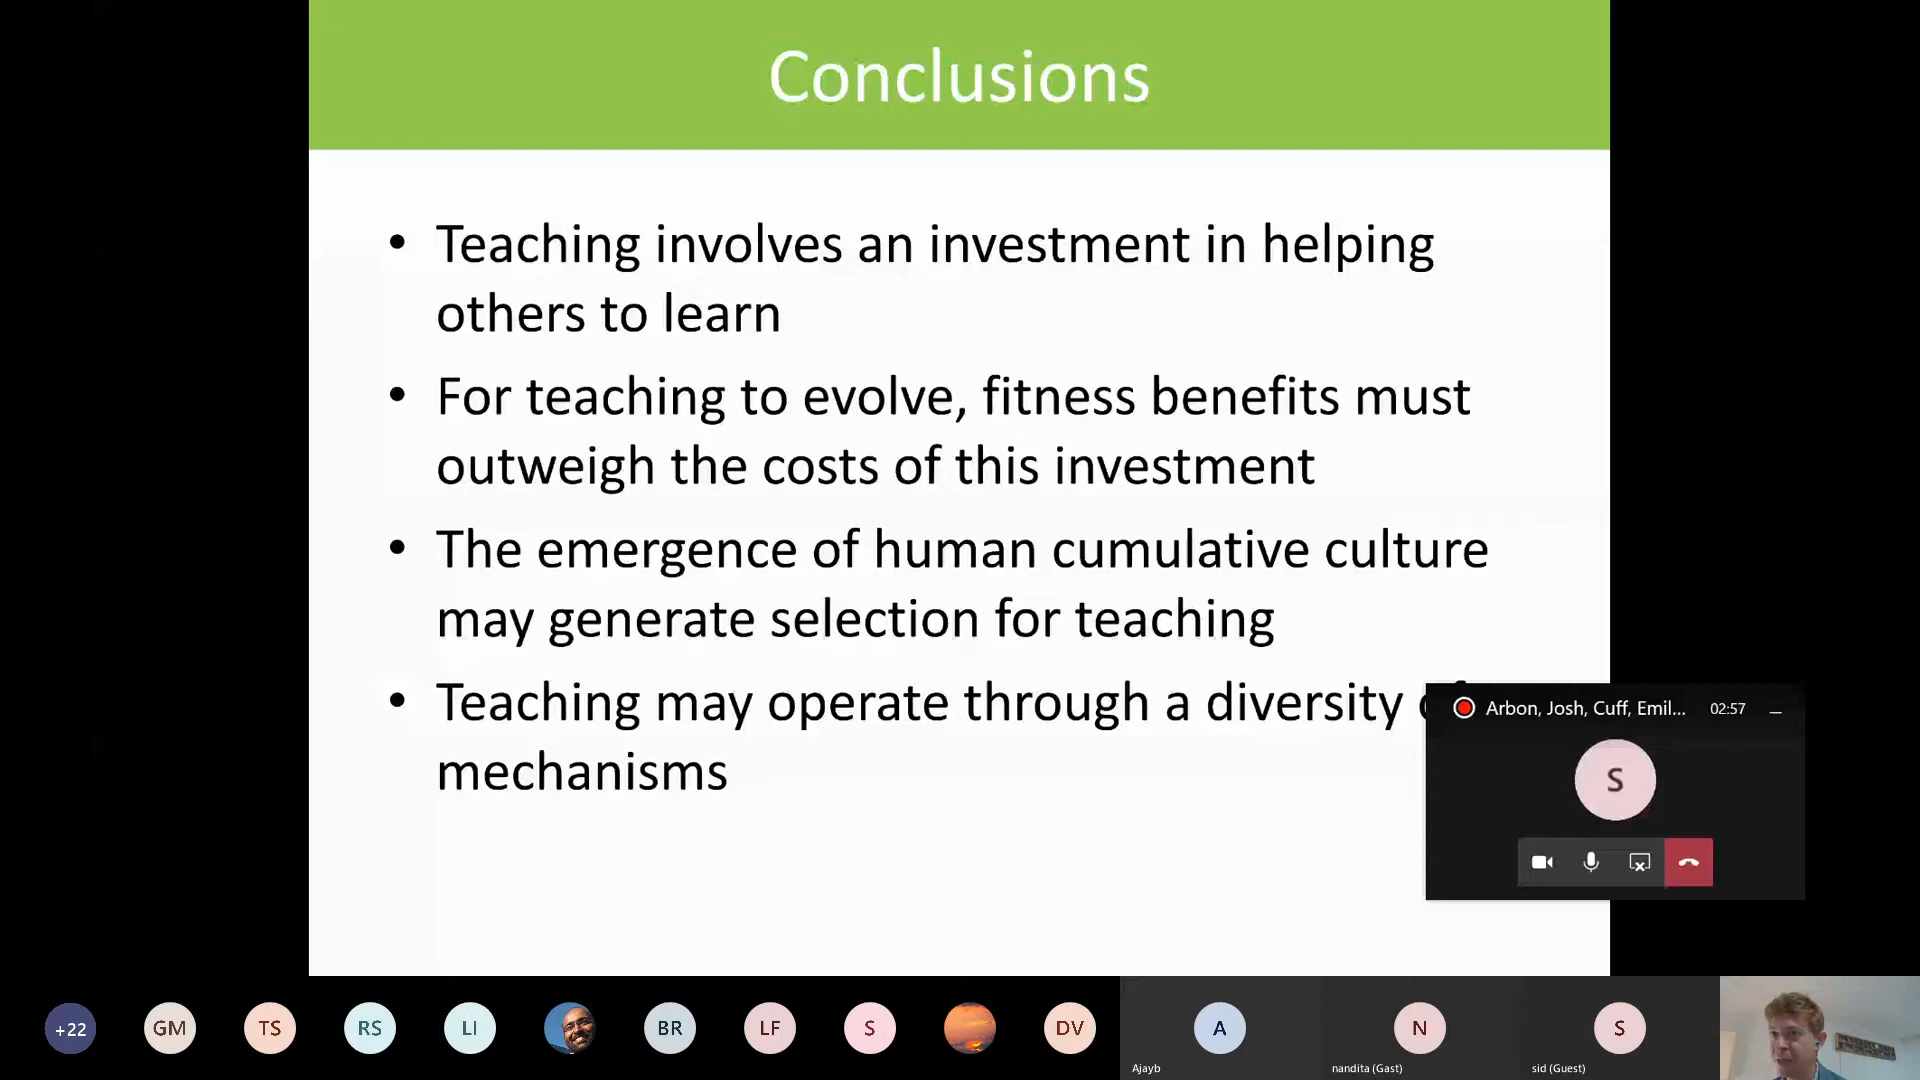 Conclusions
• Teaching involves an investment in helping
others to learn
• For teaching to evolve, fitness benefits must
outweigh the costs of this investment
• The emergence of human cumulative culture
may generate selection for teaching
• Teaching may operate through a diversity
mechanisms
Arbon, Josh, Cuff, Emil... 02:57
S
+22 GM TS RS LI BR LF S DV A N S
Ajayb nandita (Gast) sid (Guest)